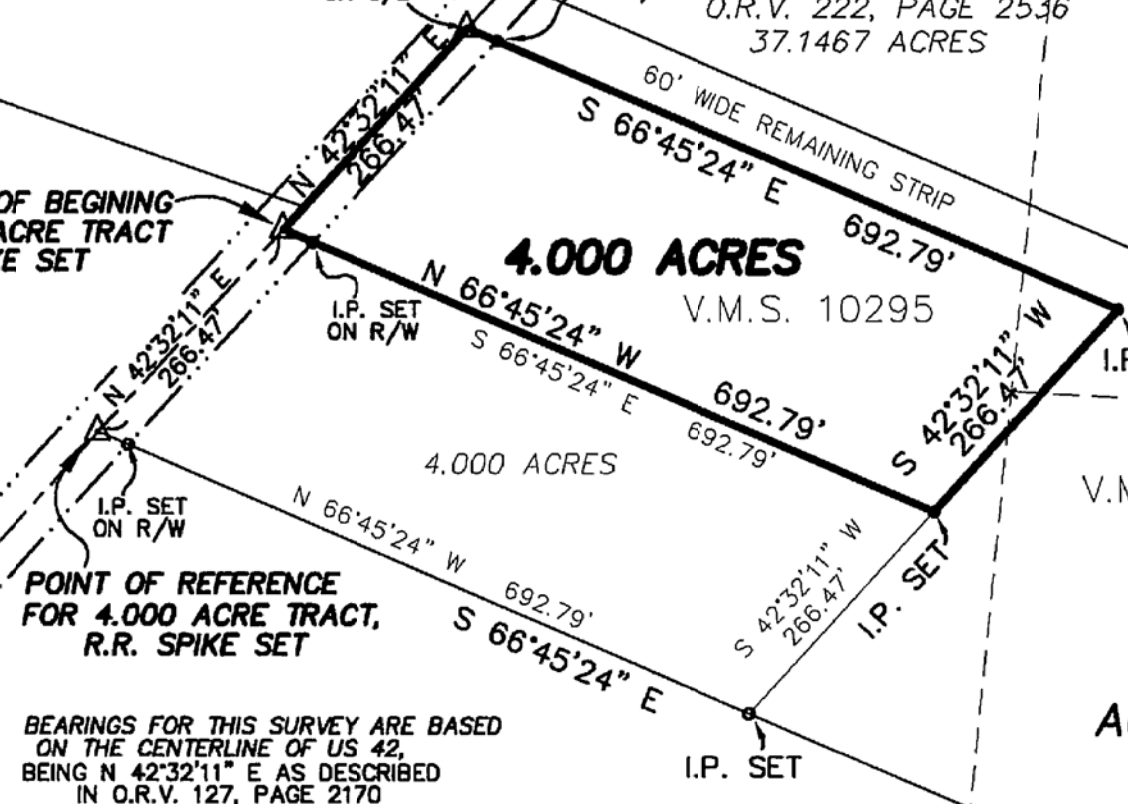 O.R.V. 222, PAGE 2536
37.1467 ACRES
60' WIDE REMAINING STRIP
S 66°45'24" E 692.79'
N 42°32'11" E
266.47'
OF BEGINING
ACRE TRACT
SET
4.000 ACRES
V.M.S. 10295
I.P. SET
ON R/W
N 66°45'24" W 692.79'
S 66°45'24" E 692.79'
S 42°32'11" W
266.47'
N 42°32'11" E
266.47'
4.000 ACRES
I.P. SET
ON R/W
N 66°45'24" W 692.79'
S 66°45'24" E
S 42°32'11" W
266.47'
I.P. SET
POINT OF REFERENCE
FOR 4.000 ACRE TRACT,
R.R. SPIKE SET
I.P. SET
BEARINGS FOR THIS SURVEY ARE BASED
ON THE CENTERLINE OF US 42,
BEING N 42°32'11" E AS DESCRIBED
IN O.R.V. 127, PAGE 2170